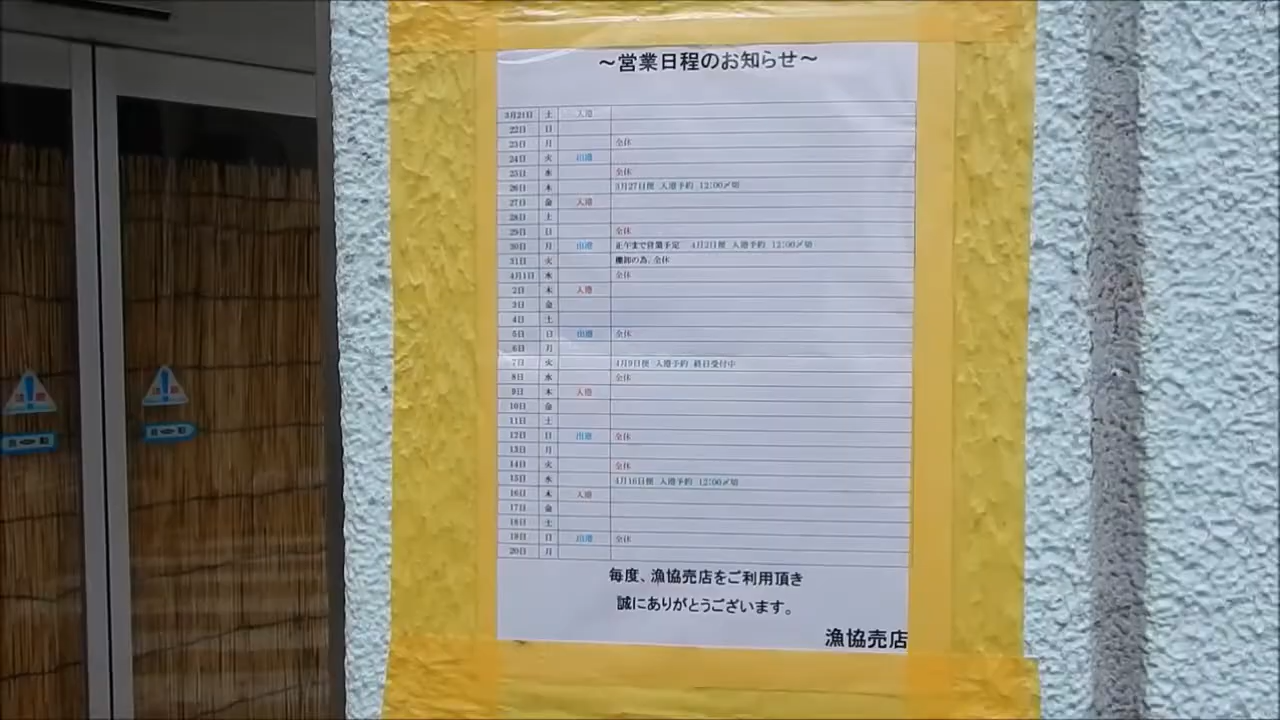 ～営業日程のお知らせ～
3月21日 土 入港
22日 日
23日 月 全休
24日 火 出港
25日 水 全休
26日 木 3月27日便 入港予約 12:00〆切
27日 金 入港
28日 土
29日 日 全休
30日 月 出港 正午まで営業予定 4月2日便 入港予約 12:00〆切
31日 火 棚卸の為、全休
4月1日 水 全休
2日 木 入港
3日 金
4日 土
5日 日 出港 全休
6日 月
7日 火 4月9日便 入港予約 終日受付中
8日 水 全休
9日 木 入港
10日 金
11日 土
12日 日 出港 全休
13日 月
14日 火 全休
15日 水 4月16日便 入港予約 12:00〆切
16日 木 入港
17日 金
18日 土
19日 日 出港 全休
20日 月
毎度、漁協売店をご利用頂き
誠にありがとうございます。
漁協売店